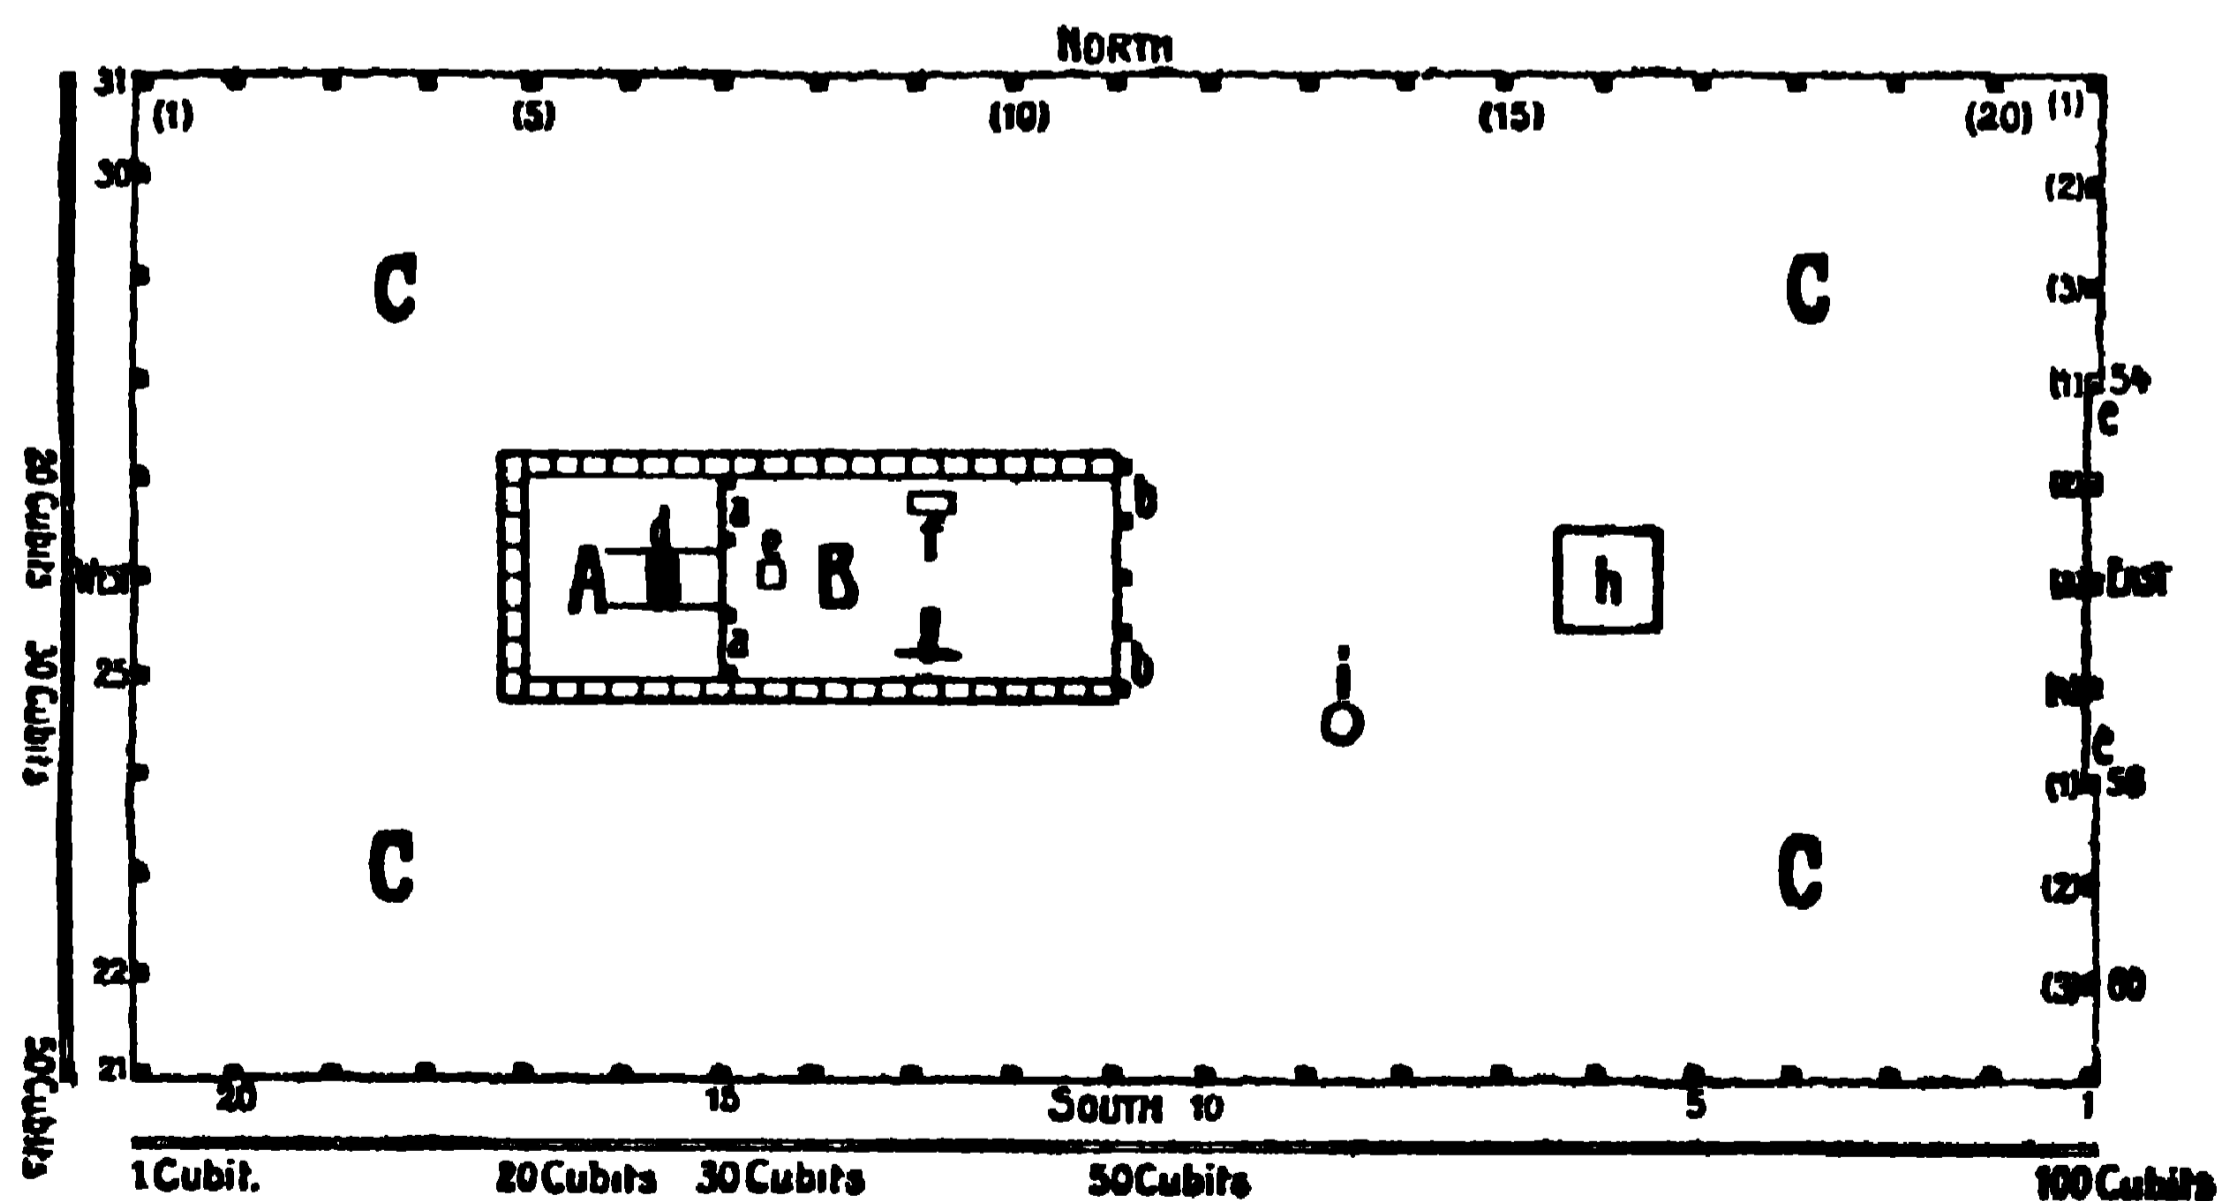 NORTH
31
(1) (5) (10) (15) (20) (1)
30 (2)
C C (3)
54
c
20 Cubits
a b
d
e f
WEST A B h EAST
a b
30 Cubits
25
i
c
(1) 58
C C (2)
22 (3) 60
21
20 15 SOUTH 10 5 1
50 Cubits
1 Cubit. 20 Cubits 30 Cubits 50 Cubits 100 Cubits